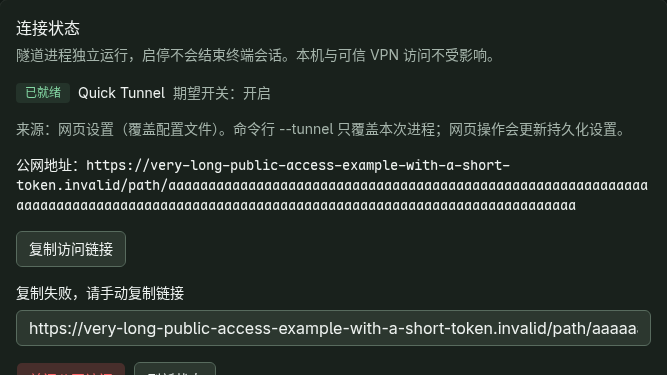 连接状态
隧道进程独立运行，启停不会结束终端会话。本机与可信 VPN 访问不受影响。
已就绪 Quick Tunnel 期望开关：开启
来源：网页设置（覆盖配置文件）。命令行 --tunnel 只覆盖本次进程；网页操作会更新持久化设置。
公网地址：https://very-long-public-access-example-with-a-short-
token.invalid/path/aaaaaaaaaaaaaaaaaaaaaaaaaaaaaaaaaaaaaaaaaaaaaaaaaaaaaaaaaaaa
aaaaaaaaaaaaaaaaaaaaaaaaaaaaaaaaaaaaaaaaaaaaaaaaaaaaaaaaaaaaaaaaaaaaaa
复制访问链接
复制失败，请手动复制链接
https://very-long-public-access-example-with-a-short-token.invalid/path/aaaaaa